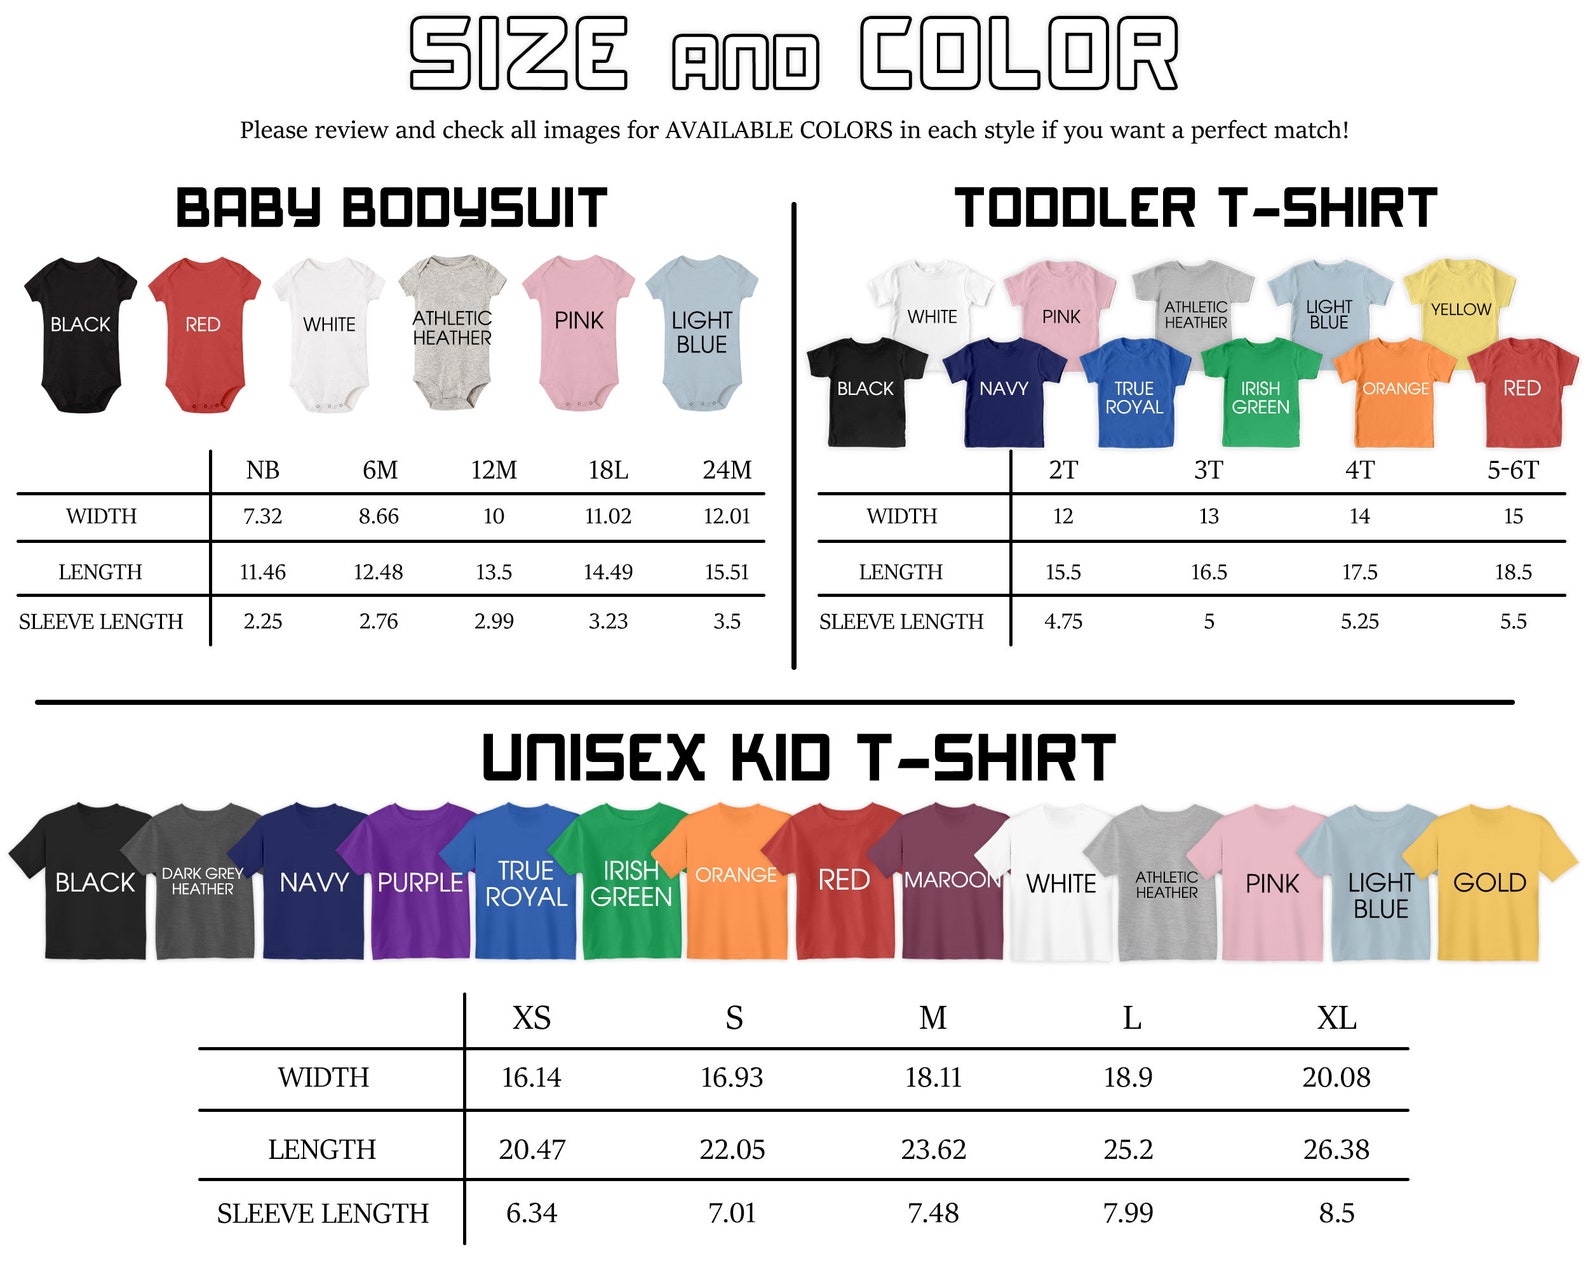 SIZE AND COLOR
Please review and check all images for AVAILABLE COLORS in each style if you want a perfect match!
BABY BODYSUIT
BLACK
RED
WHITE
ATHLETIC
HEATHER
PINK
LIGHT
BLUE
NB 6M 12M 18L 24M
WIDTH 7.32 8.66 10 11.02 12.01
LENGTH 11.46 12.48 13.5 14.49 15.51
SLEEVE LENGTH 2.25 2.76 2.99 3.23 3.5
TODDLER T-SHIRT
WHITE
PINK
ATHLETIC
HEATHER
LIGHT
BLUE
YELLOW
BLACK
NAVY
TRUE
ROYAL
IRISH
GREEN
ORANGE
RED
2T 3T 4T 5-6T
WIDTH 12 13 14 15
LENGTH 15.5 16.5 17.5 18.5
SLEEVE LENGTH 4.75 5 5.25 5.5
UNISEX KID T-SHIRT
BLACK
DARK GREY
HEATHER
NAVY
PURPLE
TRUE
ROYAL
IRISH
GREEN
ORANGE
RED
MAROON
WHITE
ATHLETIC
HEATHER
PINK
LIGHT
BLUE
GOLD
XS S M L XL
WIDTH 16.14 16.93 18.11 18.9 20.08
LENGTH 20.47 22.05 23.62 25.2 26.38
SLEEVE LENGTH 6.34 7.01 7.48 7.99 8.5